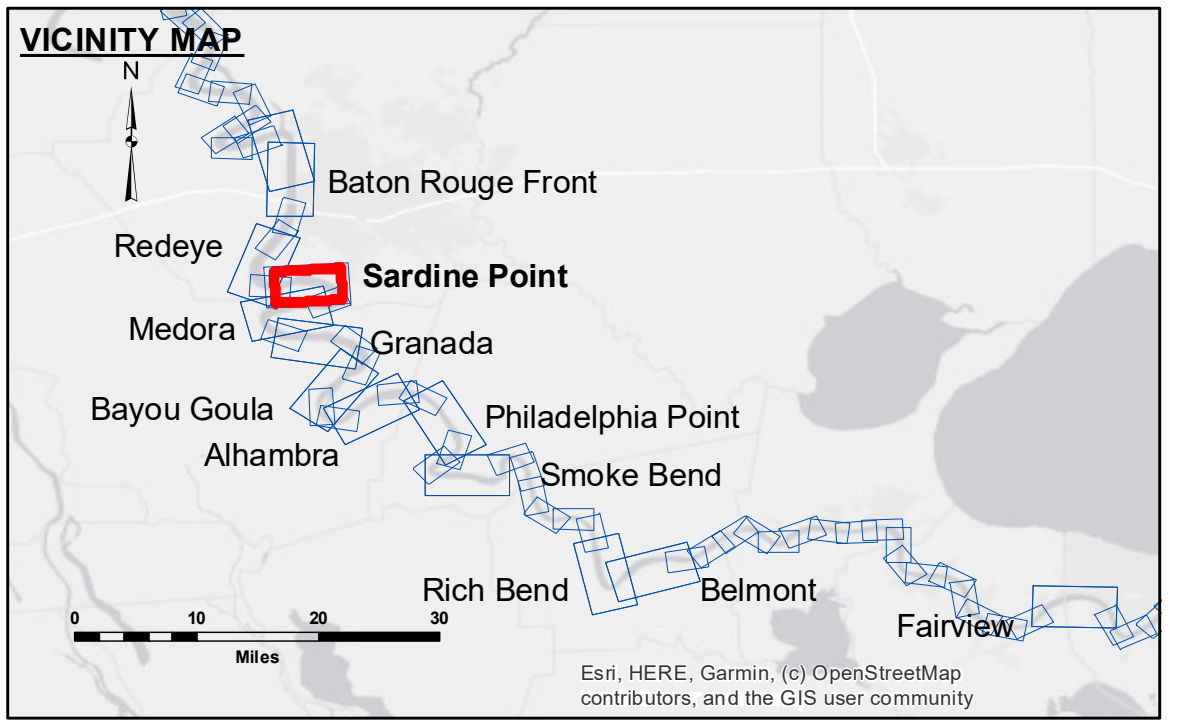 VICINITY MAP
N
Baton Rouge Front
Redeye
Sardine Point
Medora
Granada
Bayou Goula
Philadelphia Point
Alhambra
Smoke Bend
Rich Bend
Belmont
Fairview
0 10 20 30
Miles
Esri, HERE, Garmin, (c) OpenStreetMap
contributors, and the GIS user community